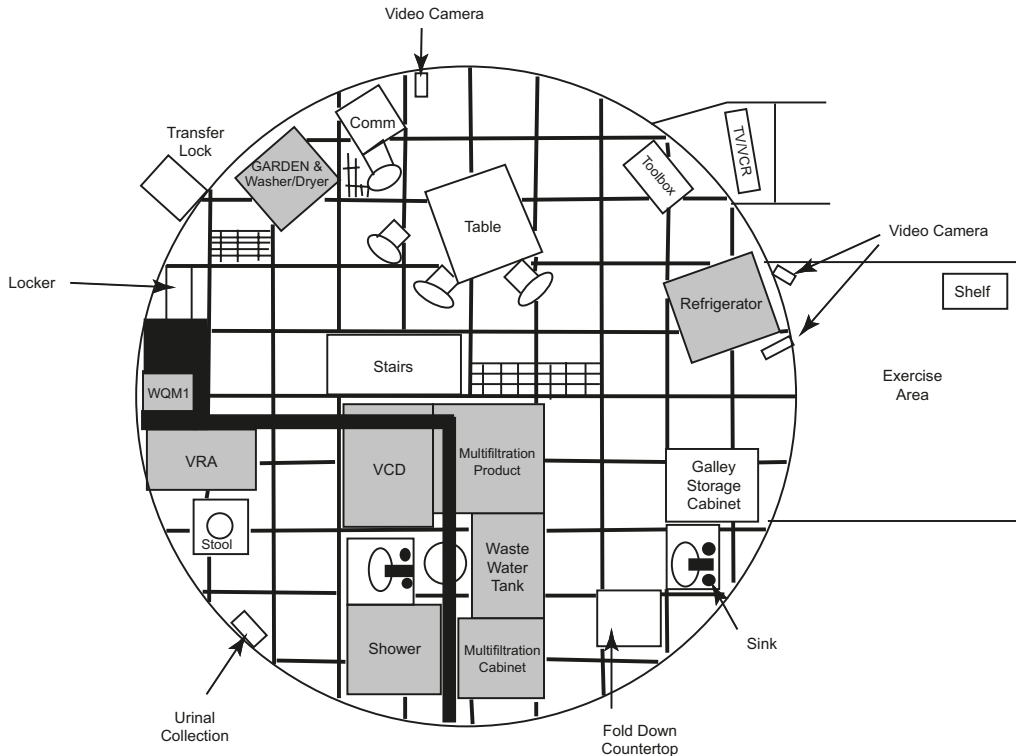 Video Camera
Comm
Transfer
Lock
GARDEN &
Washer/Dryer
Toolbox
TV/VCR
Table
Video Camera
Locker
Refrigerator
Shelf
Stairs
Exercise
Area
WQM1
VRA
VCD
Multifiltration
Product
Galley
Storage
Cabinet
Stool
Waste
Water
Tank
Sink
Shower
Multifiltration
Cabinet
Urinal
Collection
Fold Down
Countertop